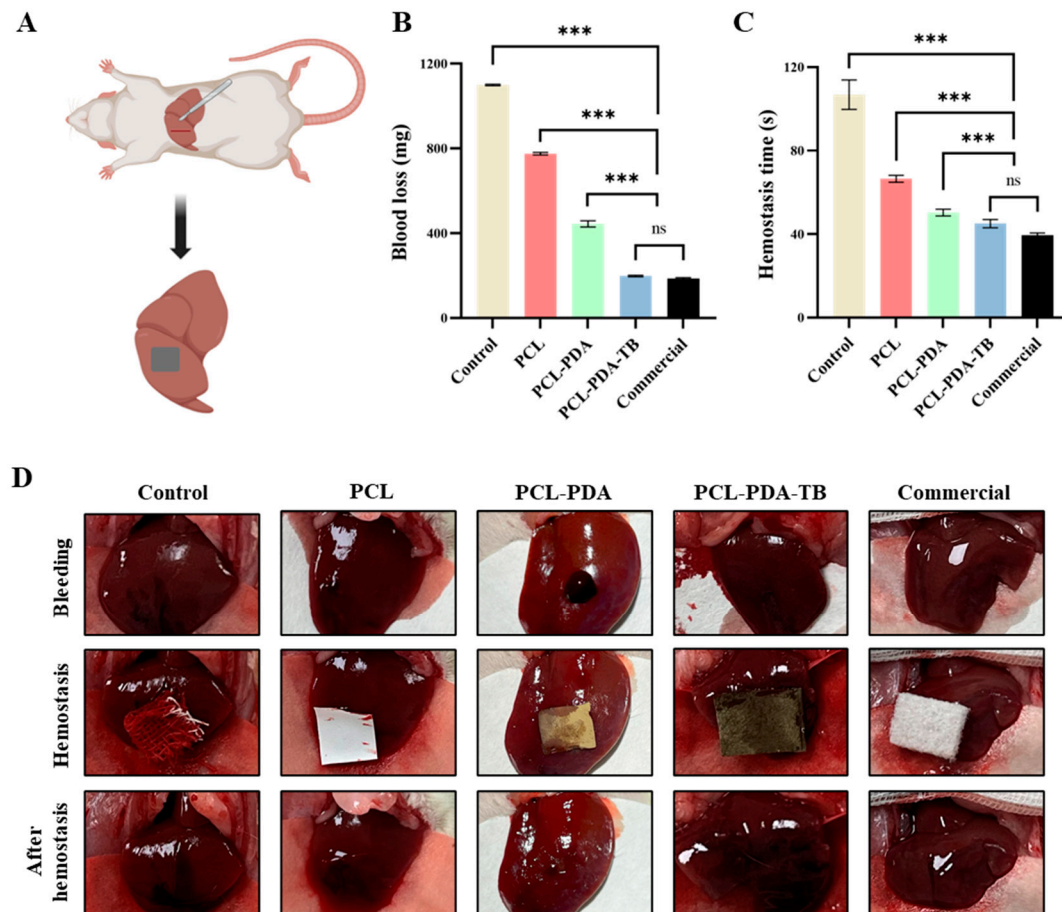 A
B
***
***
***
ns
Blood loss (mg)
1200
800
400
0
Control
PCL
PCL-PDA
PCL-PDA-TB
Commercial
C
***
***
***
ns
Hemostasis time (s)
120
80
40
0
Control
PCL
PCL-PDA
PCL-PDA-TB
Commercial
D
Control
PCL
PCL-PDA
PCL-PDA-TB
Commercial
Bleeding
Hemostasis
After
hemostasis